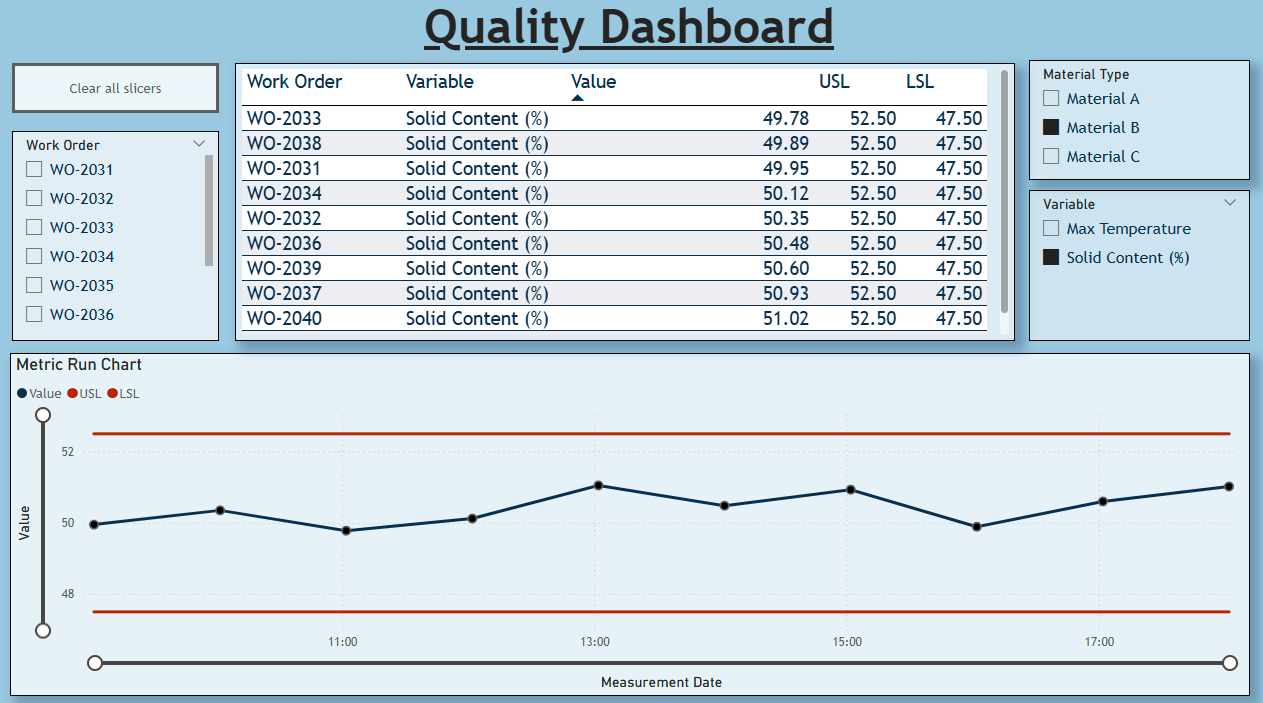 Quality Dashboard
Clear all slicers
Work Order
WO-2031
WO-2032
WO-2033
WO-2034
WO-2035
WO-2036
Work Order Variable Value USL LSL
WO-2033 Solid Content (%) 49.78 52.50 47.50
WO-2038 Solid Content (%) 49.89 52.50 47.50
WO-2031 Solid Content (%) 49.95 52.50 47.50
WO-2034 Solid Content (%) 50.12 52.50 47.50
WO-2032 Solid Content (%) 50.35 52.50 47.50
WO-2036 Solid Content (%) 50.48 52.50 47.50
WO-2039 Solid Content (%) 50.60 52.50 47.50
WO-2037 Solid Content (%) 50.93 52.50 47.50
WO-2040 Solid Content (%) 51.02 52.50 47.50
Material Type
Material A
Material B
Material C
Variable
Max Temperature
Solid Content (%)
Metric Run Chart
Value USL LSL
Value
52
50
48
11:00 13:00 15:00 17:00
Measurement Date